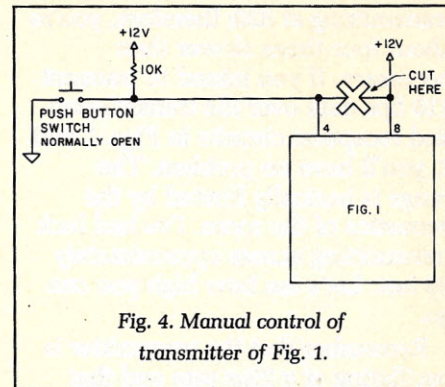 +12V
+12V
10K
CUT
HERE
PUSH BUTTON
SWITCH
NORMALLY OPEN
4
8
FIG. 1
Fig. 4. Manual control of
transmitter of Fig. 1.